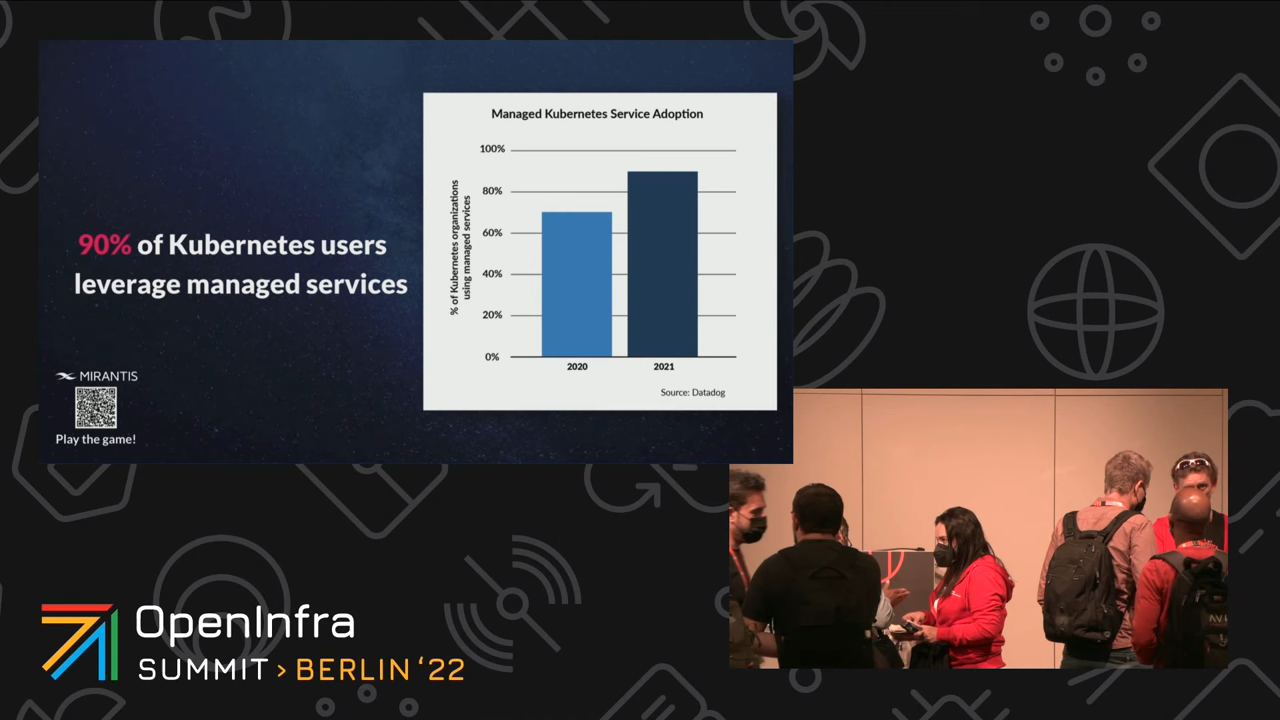 Managed Kubernetes Service Adoption
100%
80%
60%
40%
20%
0%
% of Kubernetes organizations
using managed services
2020
2021
Source: Datadog
90% of Kubernetes users
leverage managed services
MIRANTIS
Play the game!
OpenInfra
SUMMIT > BERLIN ‘22